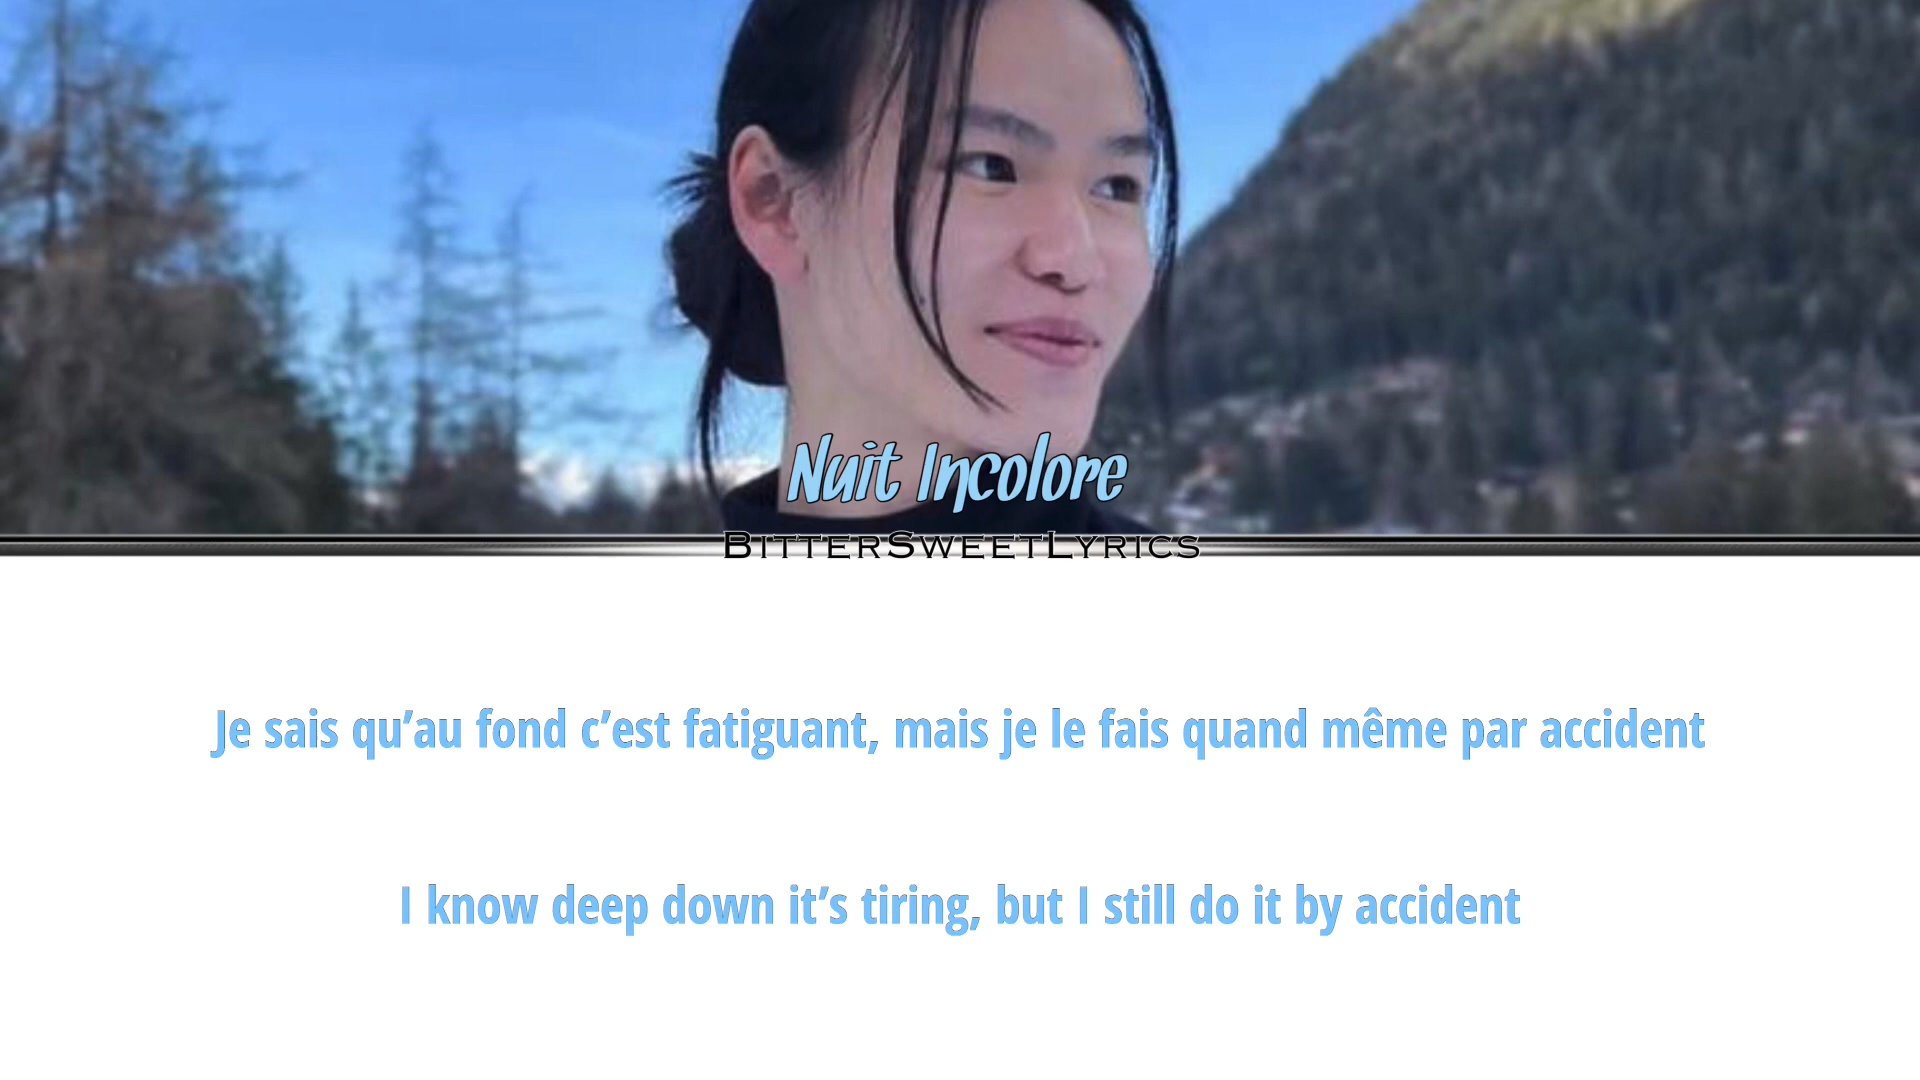 Nuit Incolore
BitterSweetLyrics
Je sais qu’au fond c’est fatiguant, mais je le fais quand même par accident
I know deep down it’s tiring, but I still do it by accident